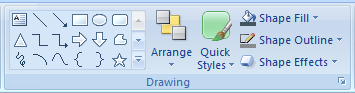 Shape Fill
Shape Outline
Shape Effects
Arrange
Quick
Styles
Drawing